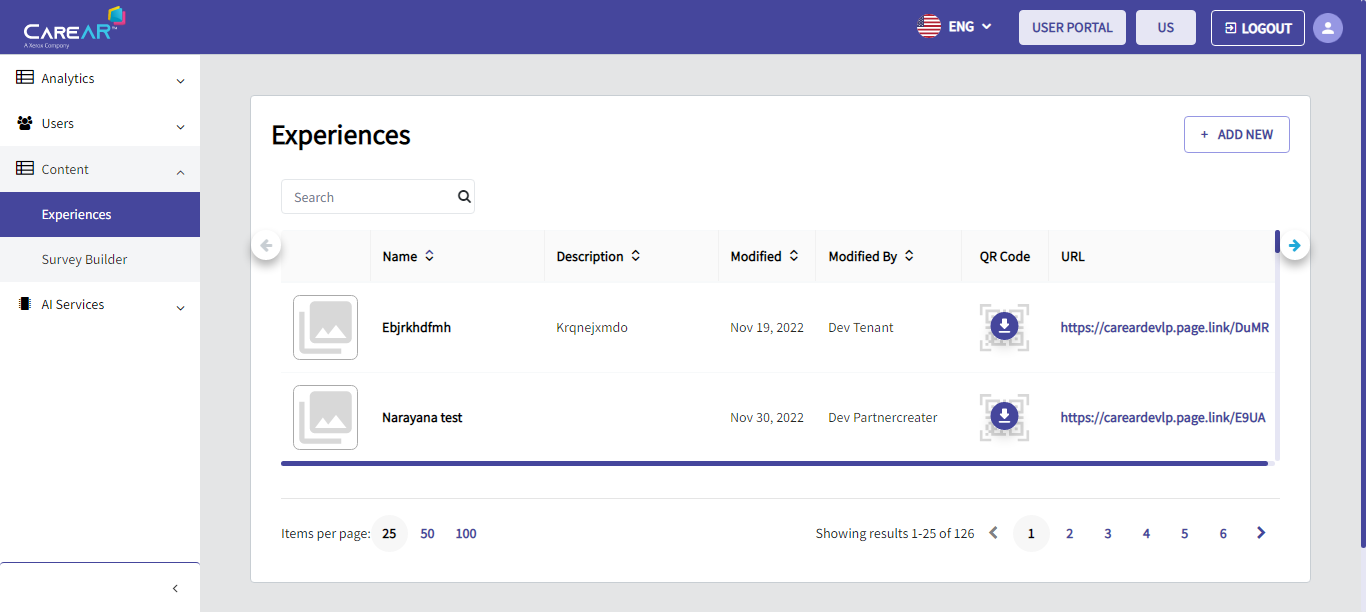 CAREAR™
A Xerox Company
ENG
USER PORTAL
US
LOGOUT
Analytics
Users
Content
Experiences
Survey Builder
AI Services
Experiences
+ ADD NEW
Search
Name Description Modified Modified By QR Code URL
Ebjrkhdfmh Krqnejxmdo Nov 19, 2022 Dev Tenant https://careardevlp.page.link/DuMR
Narayana test Nov 30, 2022 Dev Partnercreater https://careardevlp.page.link/E9UA
Items per page: 25 50 100
Showing results 1-25 of 126 1 2 3 4 5 6